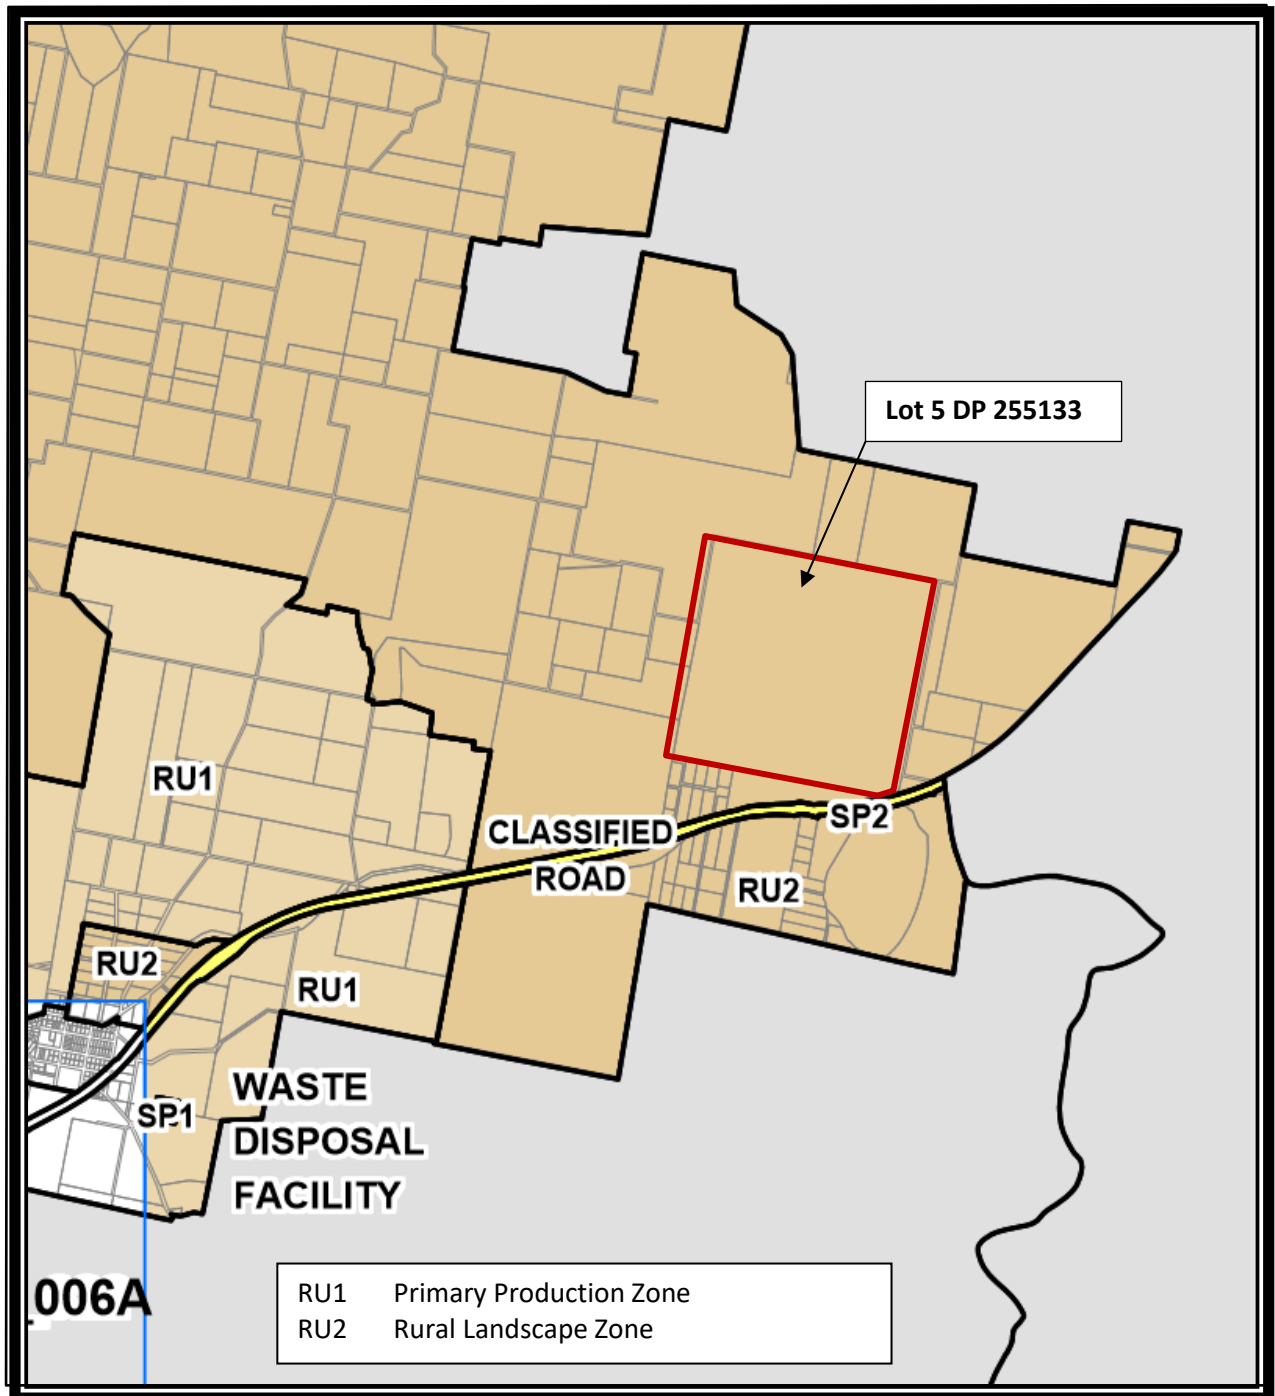 Lot 5 DP 255133
RU1
CLASSIFIED
ROAD
SP2
RU2
RU2
RU1
SP1
WASTE
DISPOSAL
FACILITY
006A
RU1 Primary Production Zone
RU2 Rural Landscape Zone